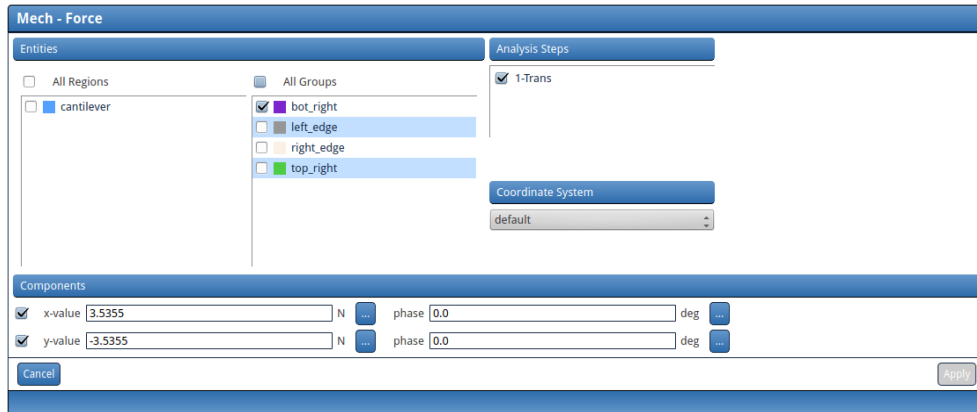 Mech - Force
Entities
Analysis Steps
All Regions
All Groups
1-Trans
cantilever
bot_right
left_edge
right_edge
top_right
Coordinate System
default
Components
x-value 3.5355 N ... phase 0.0 deg ...
y-value -3.5355 N ... phase 0.0 deg ...
Cancel
Apply